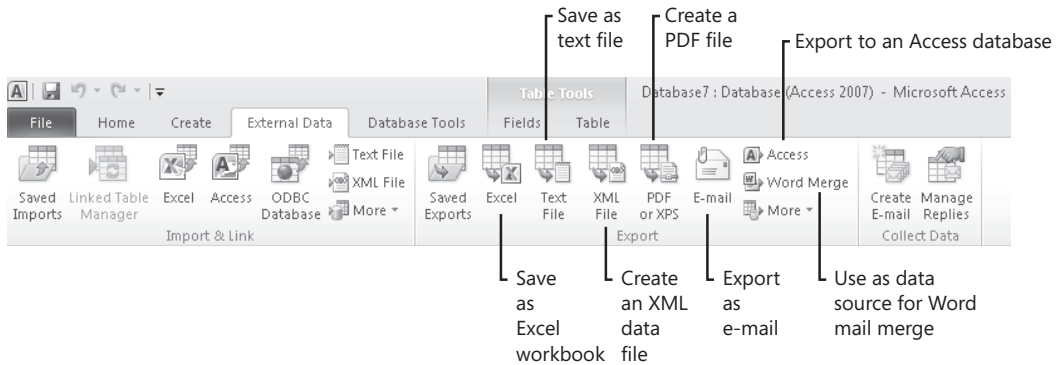 Save as
text file
Create a
PDF file
Export to an Access database
Table Tools
Database7 : Database (Access 2007) - Microsoft Access
File
Home
Create
External Data
Database Tools
Fields
Table
Saved
Imports
Linked Table
Manager
Excel
Access
ODBC
Database
Text File
XML File
More
Import & Link
Saved
Exports
Excel
Text
File
XML
File
PDF
or XPS
E-mail
Access
Word Merge
More
Export
Create
E-mail
Manage
Replies
Collect Data
Save
as
Excel
workbook
Create
an XML
data
file
Export
as
e-mail
Use as data
source for Word
mail merge